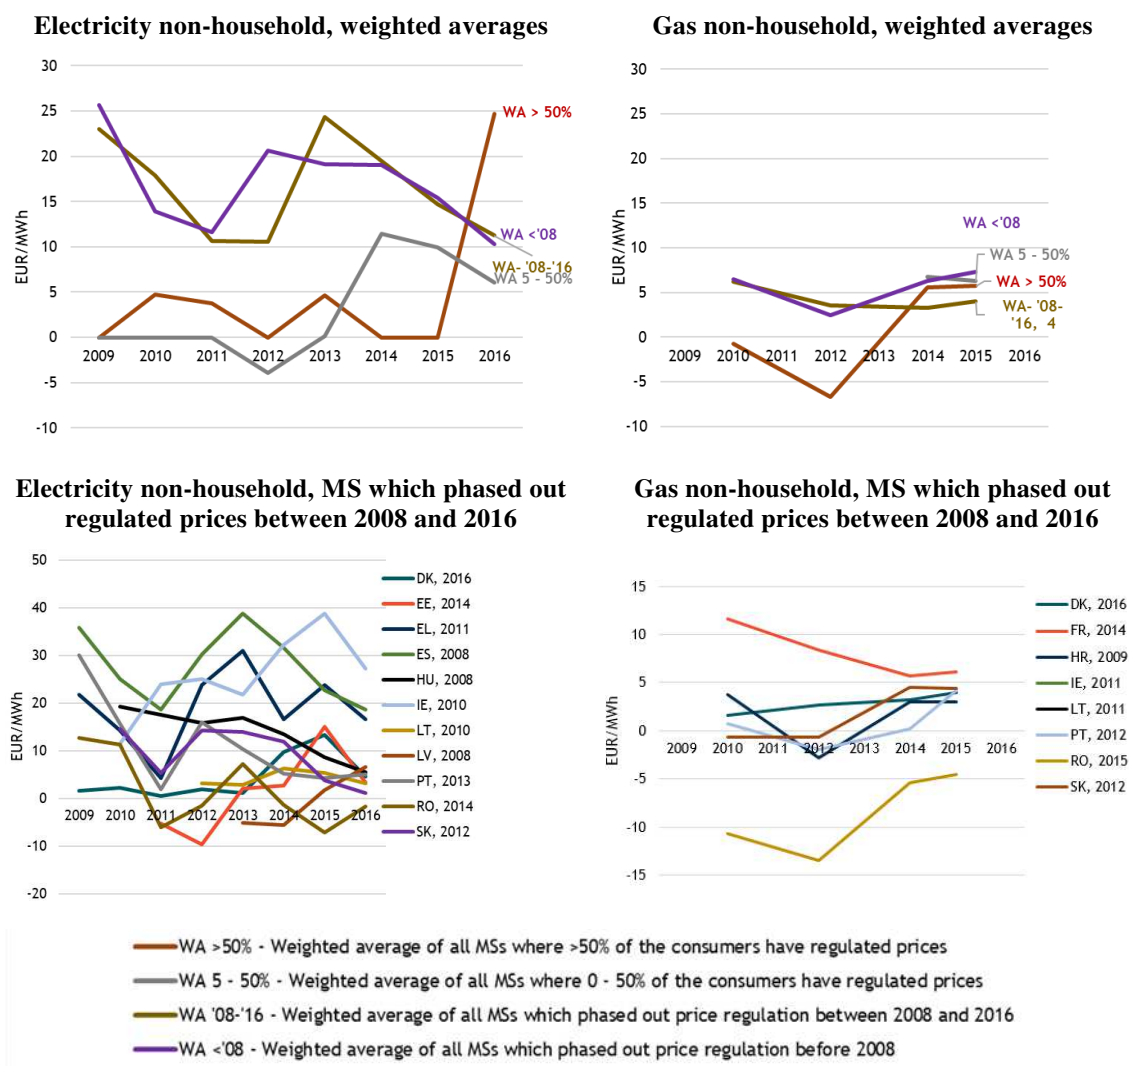 Electricity non-household, weighted averages
30
25
20
15
10
5
0
-5
-10
EUR/MWh
2009 2010 2011 2012 2013 2014 2015 2016
WA > 50%
WA <'08
WA- '08-'16
WA 5 - 50%
Gas non-household, weighted averages
30
25
20
15
10
5
0
-5
-10
EUR/MWh
2009 2010 2011 2012 2013 2014 2015 2016
WA <'08
WA 5 - 50%
WA > 50%
WA- '08-
'16, 4
Electricity non-household, MS which phased out
regulated prices between 2008 and 2016
50
40
30
20
10
0
-10
-20
EUR/MWh
2009 2010 2011 2012 2013 2014 2015 2016
DK, 2016
EE, 2014
EL, 2011
ES, 2008
HU, 2008
IE, 2010
LT, 2010
LV, 2008
PT, 2013
RO, 2014
SK, 2012
Gas non-household, MS which phased out
regulated prices between 2008 and 2016
15
10
5
0
-5
-10
-15
EUR/MWh
2009 2010 2011 2012 2013 2014 2015 2016
DK, 2016
FR, 2014
HR, 2009
IE, 2011
LT, 2011
PT, 2012
RO, 2015
SK, 2012
WA >50% - Weighted average of all MSs where >50% of the consumers have regulated prices
WA 5 - 50% - Weighted average of all MSs where 0 - 50% of the consumers have regulated prices
WA '08-'16 - Weighted average of all MSs which phased out price regulation between 2008 and 2016
WA <'08 - Weighted average of all MSs which phased out price regulation before 2008